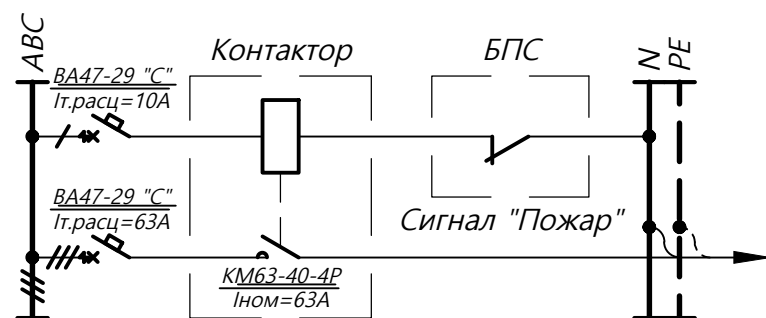 ABC
Контактор
БПС
N
PE
ВА47-29 "С"
Iт.расц=10А
ВА47-29 "С"
Iт.расц=63А
Сигнал "Пожар"
КМ63-40-4Р
Iном=63А